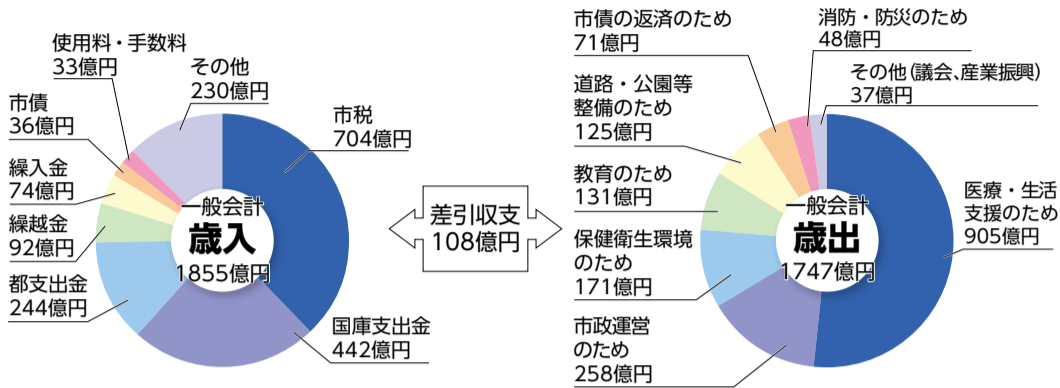 使用料・手数料
33億円
その他
230億円
市債
36億円
市税
704億円
繰入金
74億円
繰越金
92億円
都支出金
244億円
国庫支出金
442億円
一般会計
歳入
1855億円
差引収支
108億円
市債の返済のため
71億円
消防・防災のため
48億円
その他(議会、産業振興)
37億円
道路・公園等
整備のため
125億円
教育のため
131億円
医療・生活
支援のため
905億円
保健衛生環境
のため
171億円
市政運営
のため
258億円
一般会計
歳出
1747億円